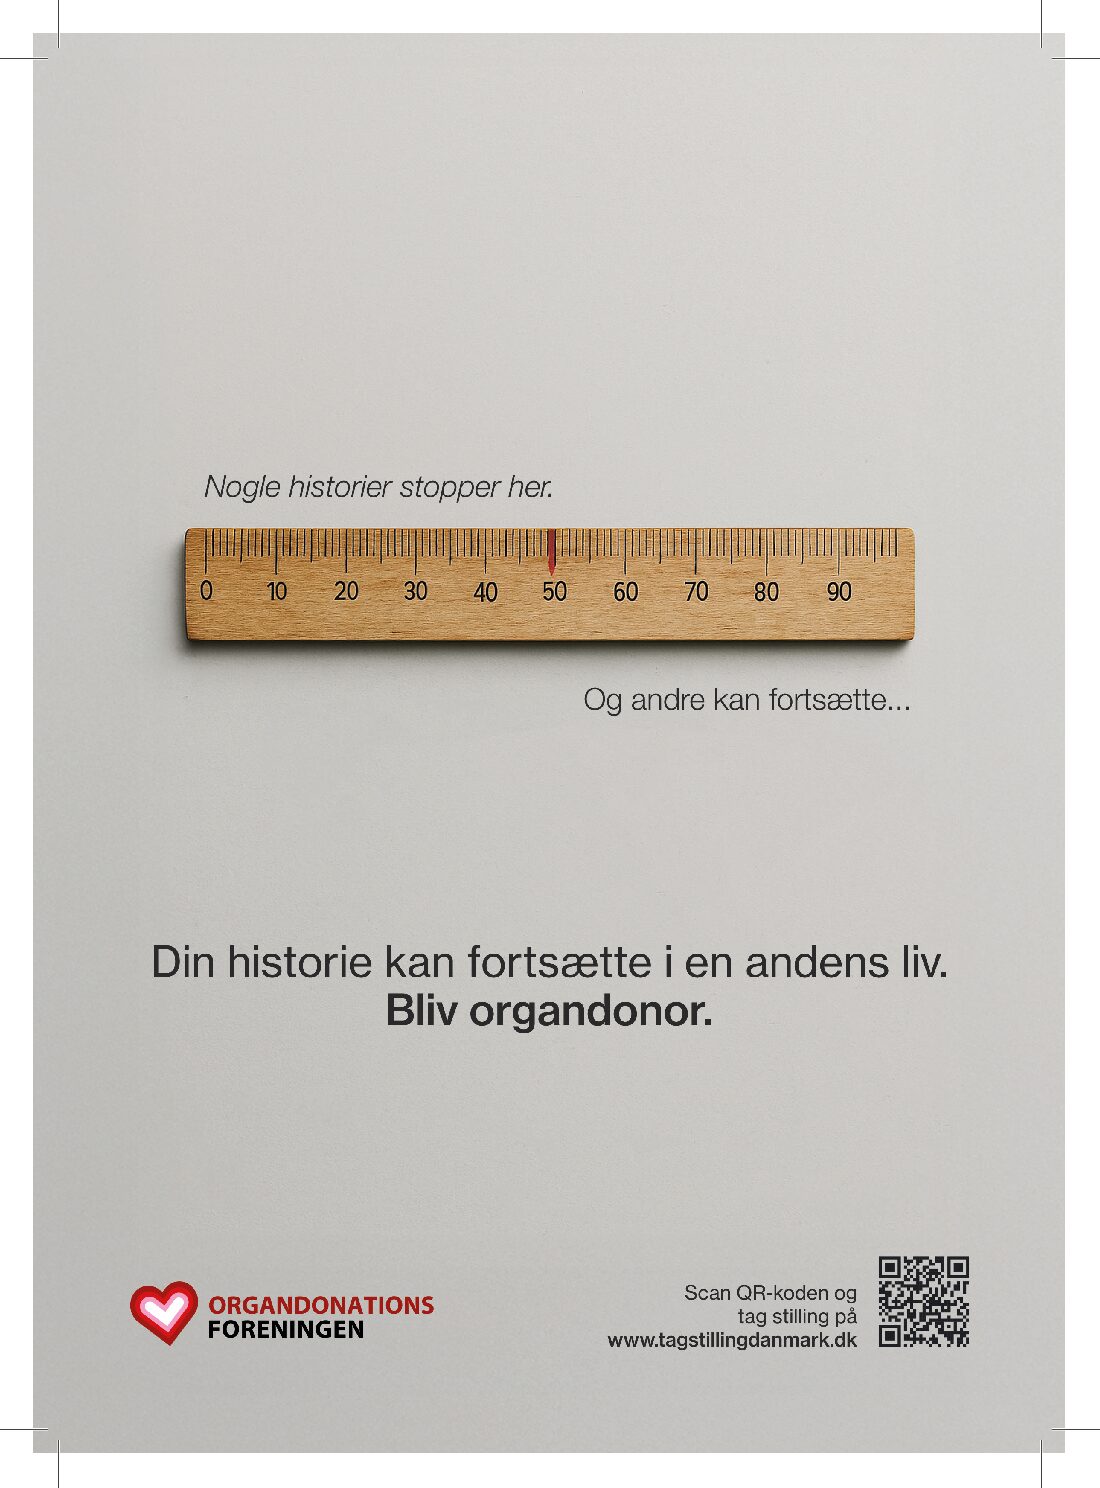 Nogle historier stopper her.
0 10 20 30 40 50 60 70 80 90
Og andre kan fortsætte...
Din historie kan fortsætte i en andens liv.
Bliv organdonor.
ORGANDONATIONS
FORENINGEN
Scan QR-koden og
tag stilling på
www.tagstillingdanmark.dk